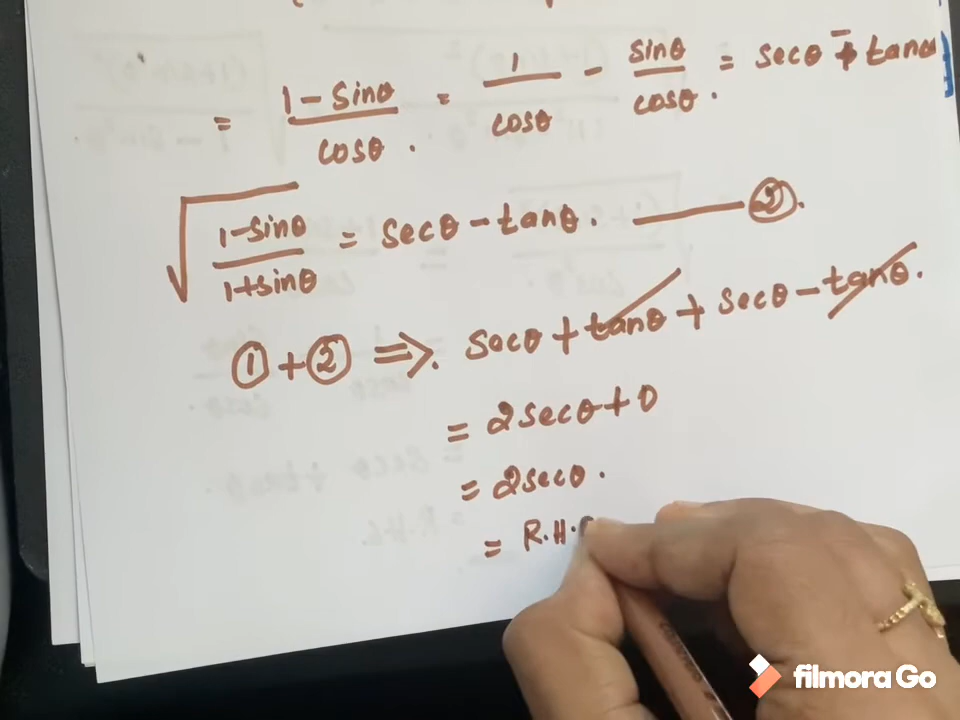 = 1 - sinθ / cosθ . = 1 / cosθ - sinθ / cosθ . = secθ - tanθ
√ 1-sinθ / 1+sinθ = secθ - tanθ . —— ②.
① + ② ⇒. secθ + tanθ + secθ - tanθ .
= 2secθ + 0
= 2secθ .
= R.H.
filmora Go